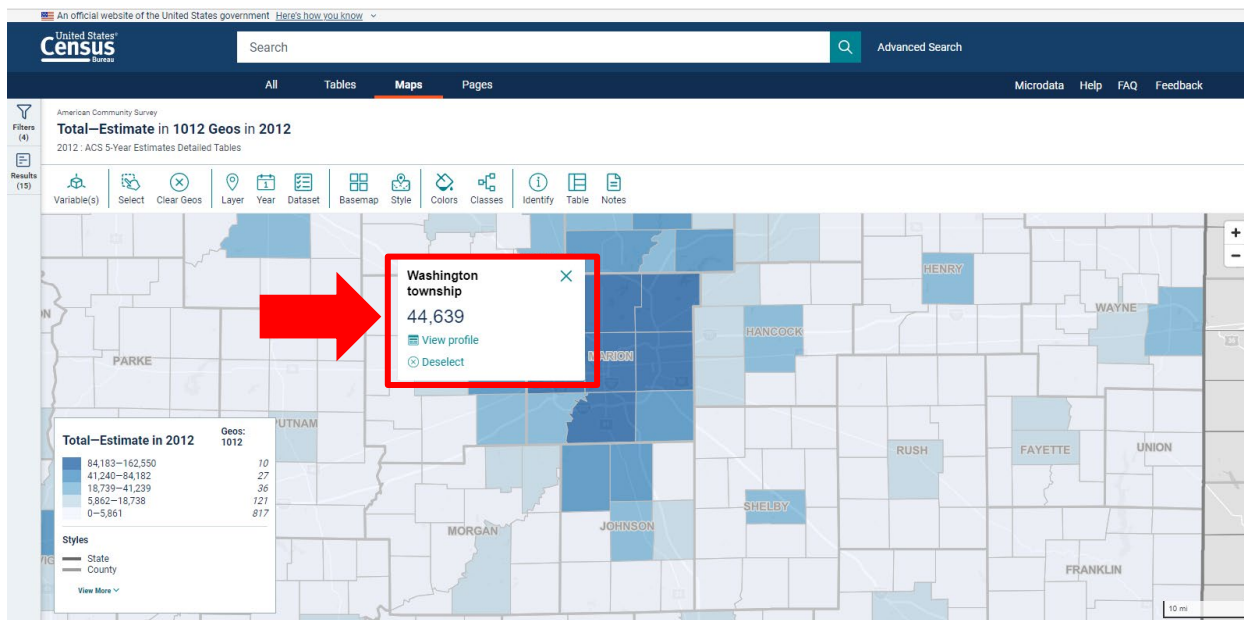 An official website of the United States government Here's how you know
United States®
Census
Bureau
Search
Advanced Search
All Tables Maps Pages
Microdata Help FAQ Feedback
Filters
(4)
Results
(15)
American Community Survey
Total—Estimate in 1012 Geos in 2012
2012 : ACS 5-Year Estimates Detailed Tables
Variable(s) Select Clear Geos Layer Year Dataset Basemap Style Colors Classes Identify Table Notes
Washington
township
44,639
View profile
Deselect
HENRY
WAYNE
HANCOCK
MARION
PARKE
UTNAM
RUSH
FAYETTE
UNION
SHELBY
JOHNSON
MORGAN
FRANKLIN
Total—Estimate in 2012 Geos:
1012
84,183—162,550 10
41,240—84,182 27
18,739—41,239 36
5,862—18,738 121
0—5,861 817
Styles
State
County
View More
+
−
10 mi